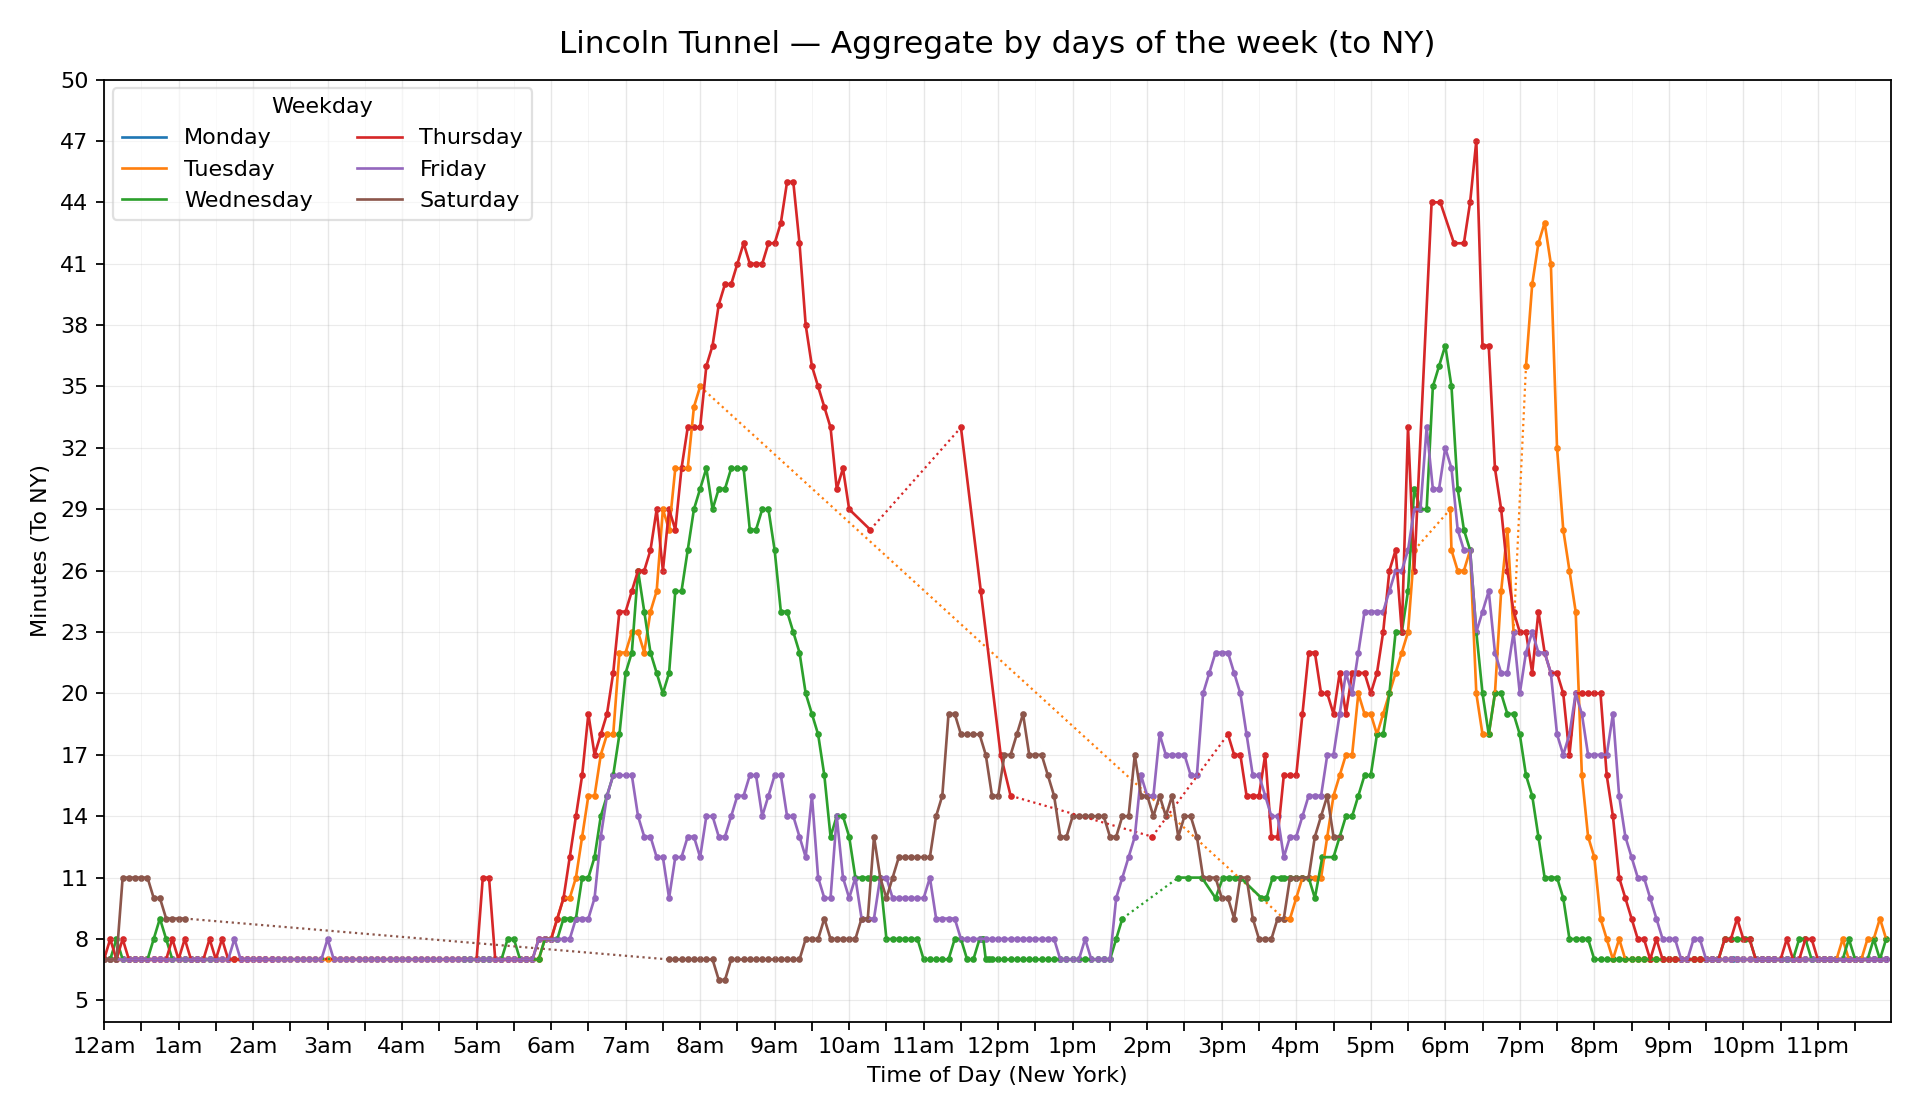 Lincoln Tunnel — Aggregate by days of the week (to NY)
Weekday
Monday
Tuesday
Wednesday
Thursday
Friday
Saturday
Minutes (To NY)
50
47
44
41
38
35
32
29
26
23
20
17
14
11
8
5
12am 1am 2am 3am 4am 5am 6am 7am 8am 9am 10am 11am 12pm 1pm 2pm 3pm 4pm 5pm 6pm 7pm 8pm 9pm 10pm 11pm
Time of Day (New York)